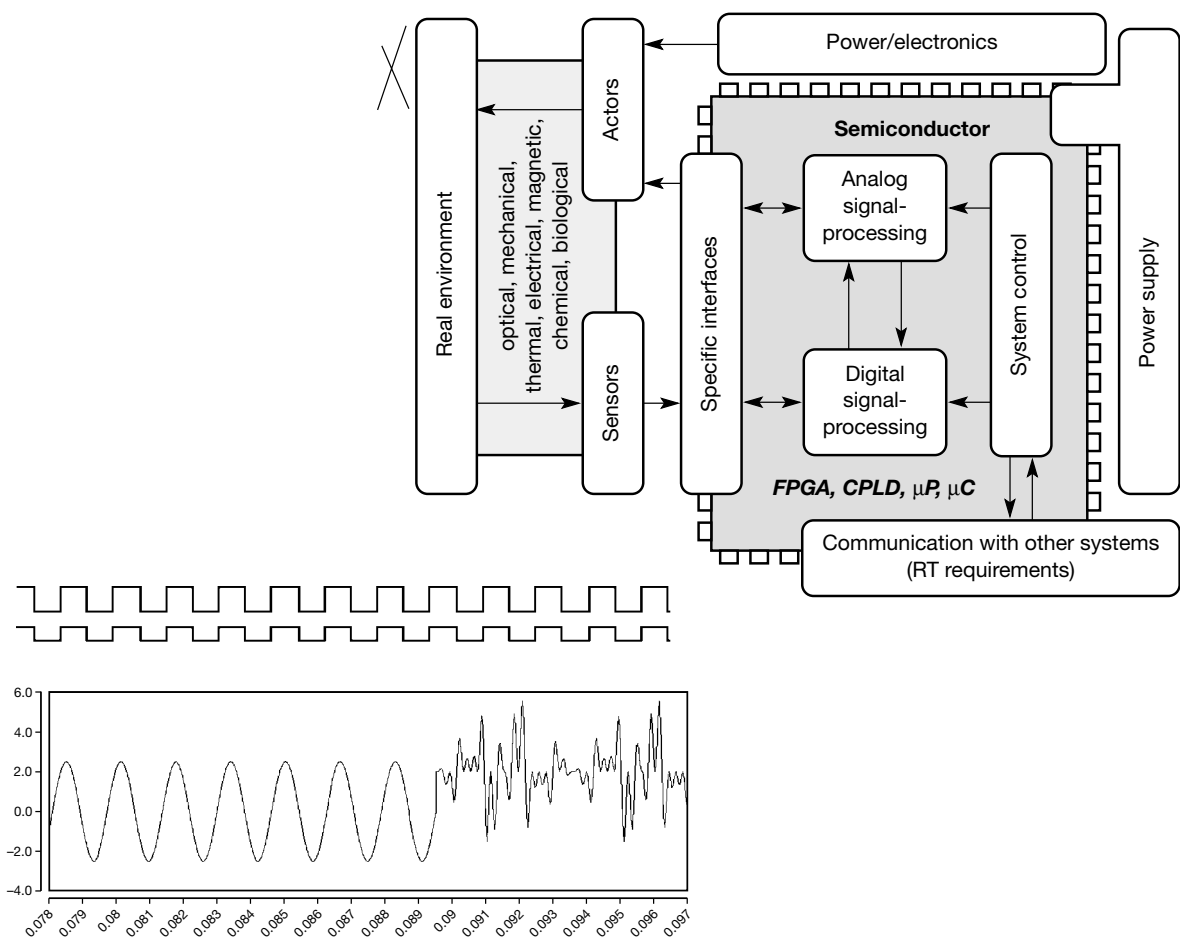 Power/electronics
Actors
Semiconductor
Real environment
optical, mechanical,
thermal, electrical, magnetic,
chemical, biological
Sensors
Specific interfaces
Analog
signal-
processing
Digital
signal-
processing
System control
Power supply
FPGA, CPLD, μP, μC
Communication with other systems
(RT requirements)
6.0
4.0
2.0
0.0
−2.0
−4.0
0.078
0.079
0.08
0.081
0.082
0.083
0.084
0.085
0.086
0.087
0.088
0.089
0.09
0.091
0.092
0.093
0.094
0.095
0.096
0.097